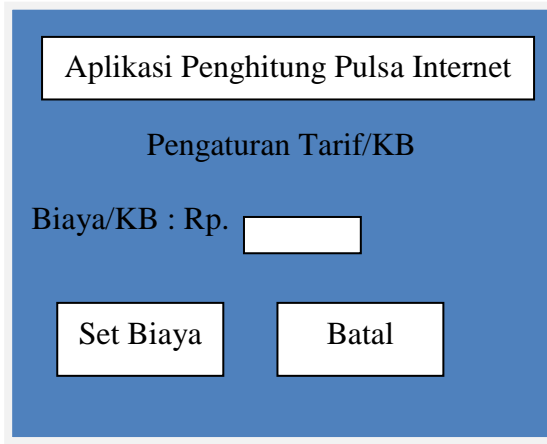 Aplikasi Penghitung Pulsa Internet
Pengaturan Tarif/KB
Biaya/KB : Rp.
Set Biaya
Batal